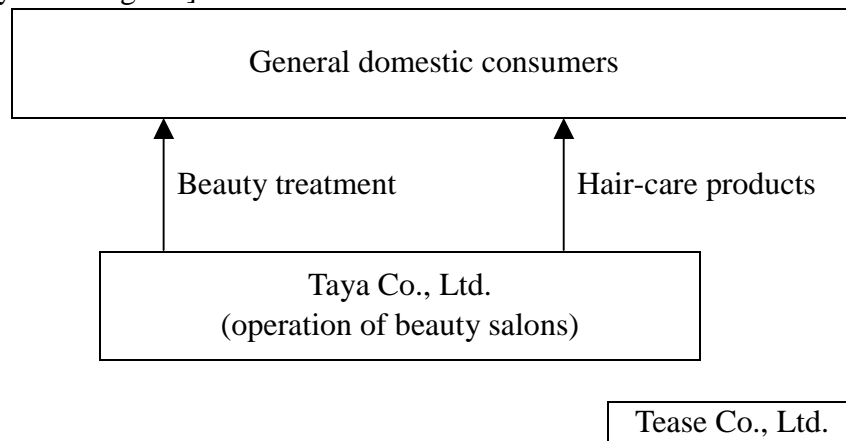 General domestic consumers
Beauty treatment
Hair-care products
Taya Co., Ltd.
(operation of beauty salons)
Tease Co., Ltd.